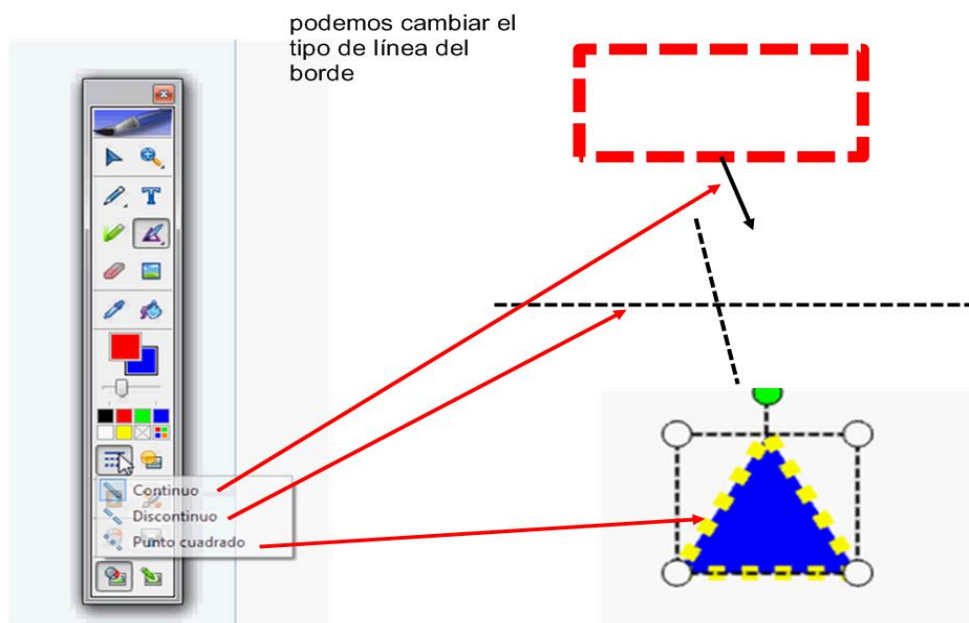 podemos cambiar el
tipo de línea del
borde
T
Continuo
Discontinuo
Punto cuadrado